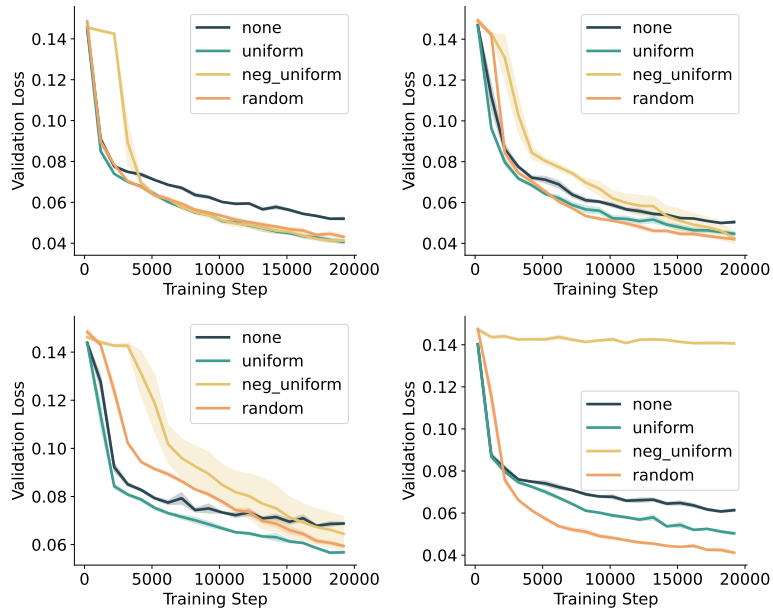 0.14
0.12
0.10
0.08
0.06
0.04
Validation Loss
none
uniform
neg_uniform
random
0
5000
10000
15000
20000
Training Step
0.14
0.12
0.10
0.08
0.06
0.04
Validation Loss
none
uniform
neg_uniform
random
0
5000
10000
15000
20000
Training Step
0.14
0.12
0.10
0.08
0.06
Validation Loss
none
uniform
neg_uniform
random
0
5000
10000
15000
20000
Training Step
0.14
0.12
0.10
0.08
0.06
0.04
Validation Loss
none
uniform
neg_uniform
random
0
5000
10000
15000
20000
Training Step